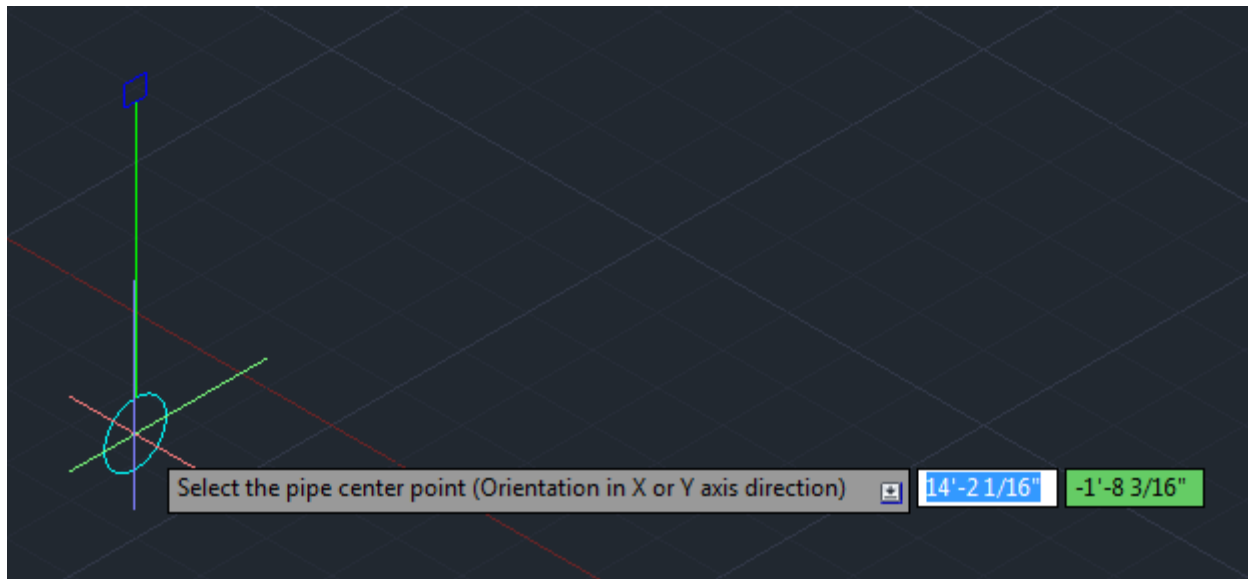 Select the pipe center point (Orientation in X or Y axis direction) 14'-2 1/16" -1'-8 3/16"